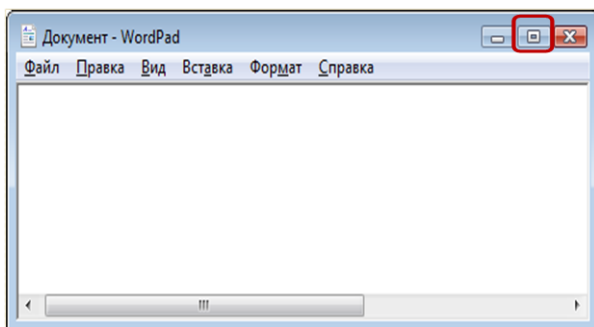 Документ - WordPad
Файл Правка Вид Вставка Формат Справка